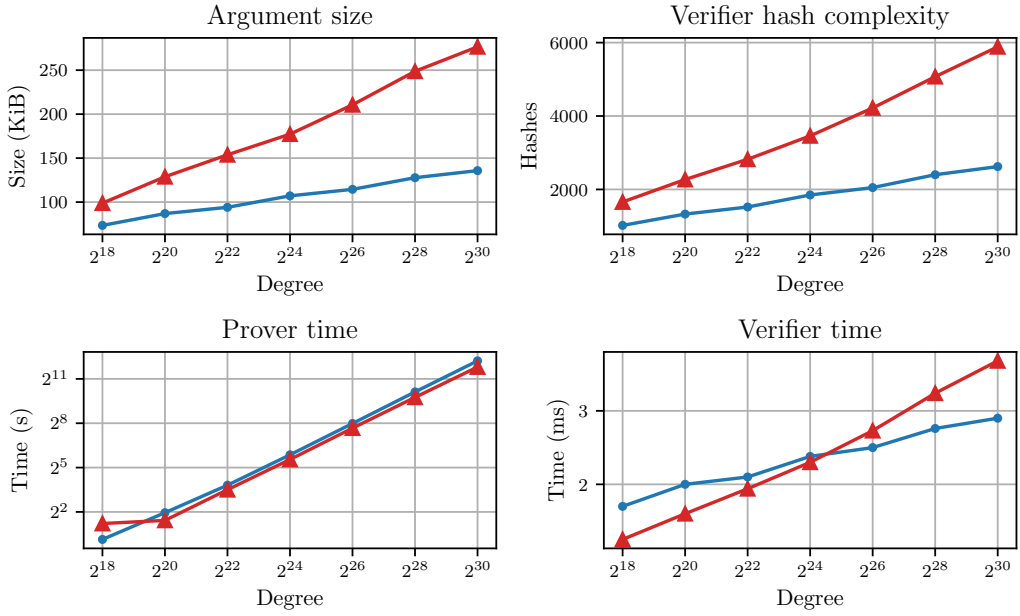 Argument size
Size (KiB)
250
200
150
100
2^18 2^20 2^22 2^24 2^26 2^28 2^30
Degree
Verifier hash complexity
Hashes
6000
4000
2000
2^18 2^20 2^22 2^24 2^26 2^28 2^30
Degree
Prover time
Time (s)
2^11
2^8
2^5
2^2
2^18 2^20 2^22 2^24 2^26 2^28 2^30
Degree
Verifier time
Time (ms)
3
2
2^18 2^20 2^22 2^24 2^26 2^28 2^30
Degree